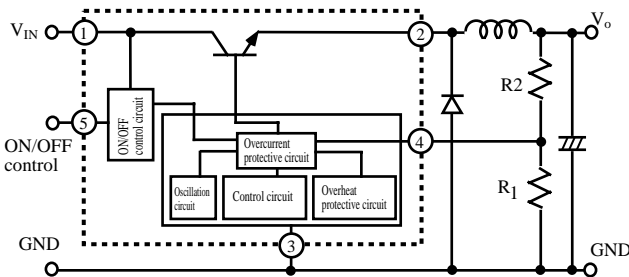 V_IN
1
2
V_o
ON/OFF
control circuit
R2
5
4
ON/OFF
control
Overcurrent
protective circuit
Oscillation
circuit
Control circuit
Overheat
protective circuit
R_1
GND
3
GND